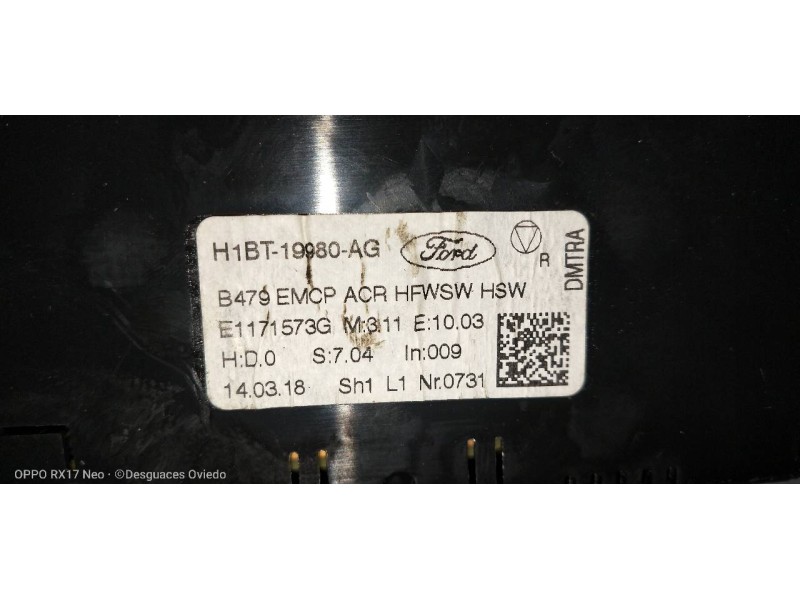 H1BT-19980-AG Ford R
DMTRA
B479 EMCP ACR HFWSW HSW
E1171573G M:3.11 E:10.03
H:D.0 S:7.04 In:009
14.03.18 Sh1 L1 Nr.0731
OPPO RX17 Neo · ©Desguaces Oviedo